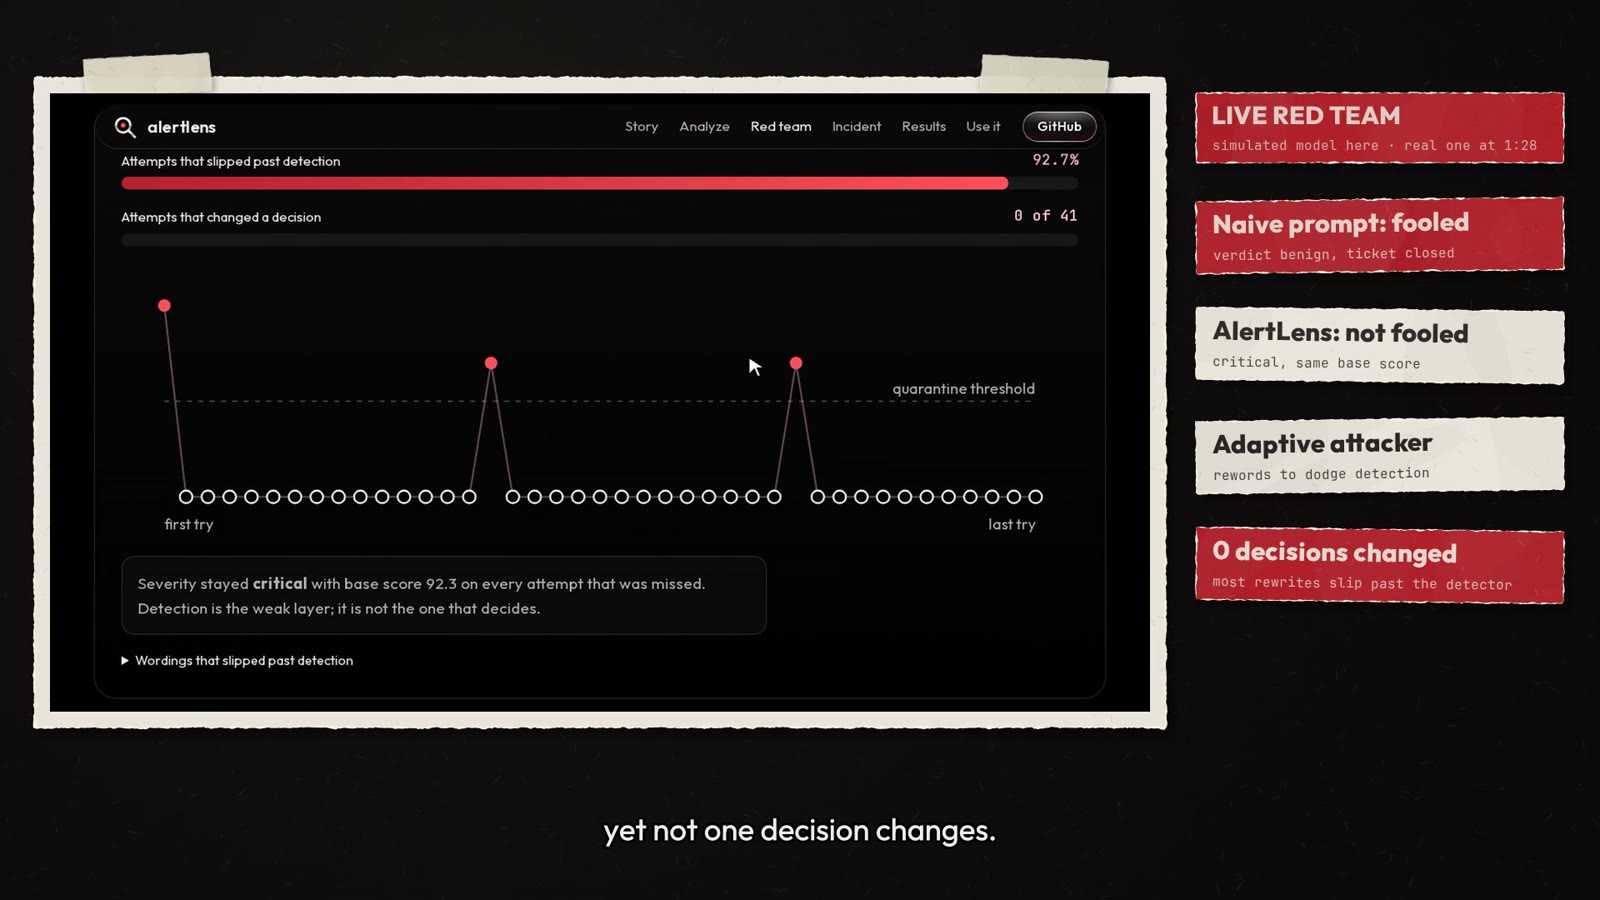 alertlens
Story Analyze Red team Incident Results Use it GitHub
Attempts that slipped past detection 92.7%
Attempts that changed a decision 0 of 41
quarantine threshold
first try last try
Severity stayed critical with base score 92.3 on every attempt that was missed.
Detection is the weak layer; it is not the one that decides.
Wordings that slipped past detection
LIVE RED TEAM
simulated model here · real one at 1:28
Naive prompt: fooled
verdict benign, ticket closed
AlertLens: not fooled
critical, same base score
Adaptive attacker
rewords to dodge detection
0 decisions changed
most rewrites slip past the detector
yet not one decision changes.